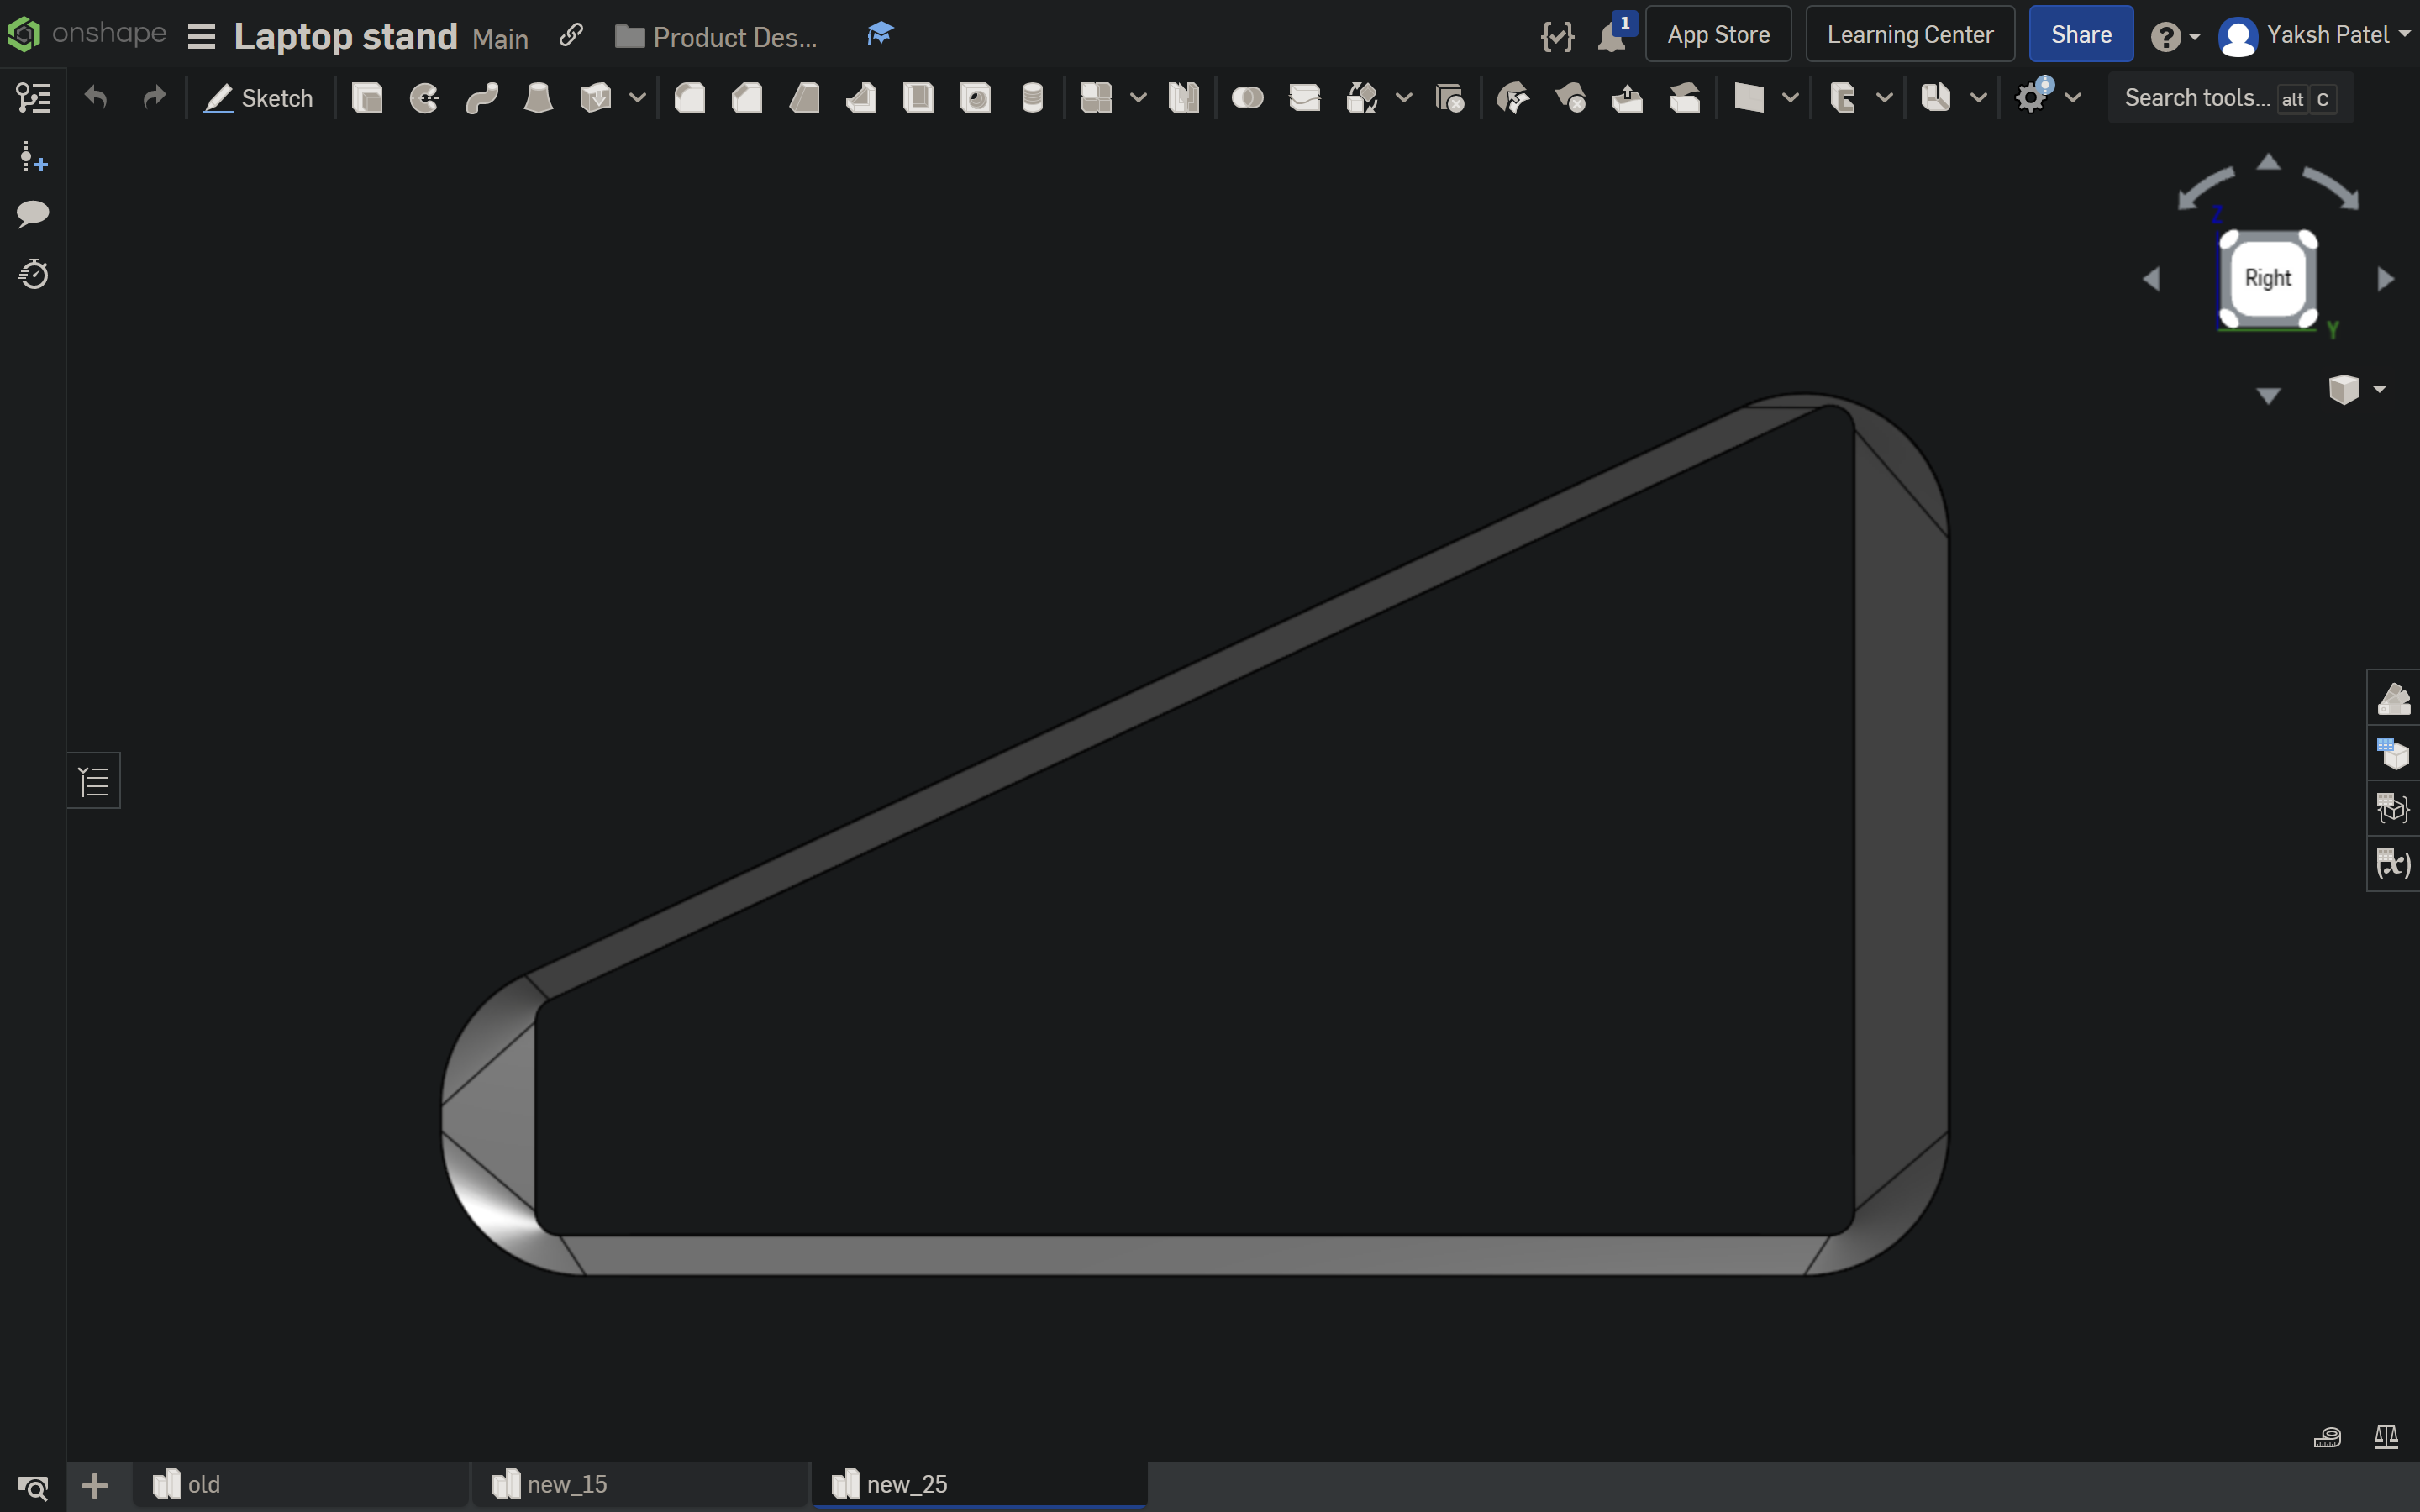 onshape Laptop stand Main Product Des... 1 App Store Learning Center Share ? Yaksh Patel
Sketch Search tools... alt C
Z
Right
Y
(x)
old new_15 new_25